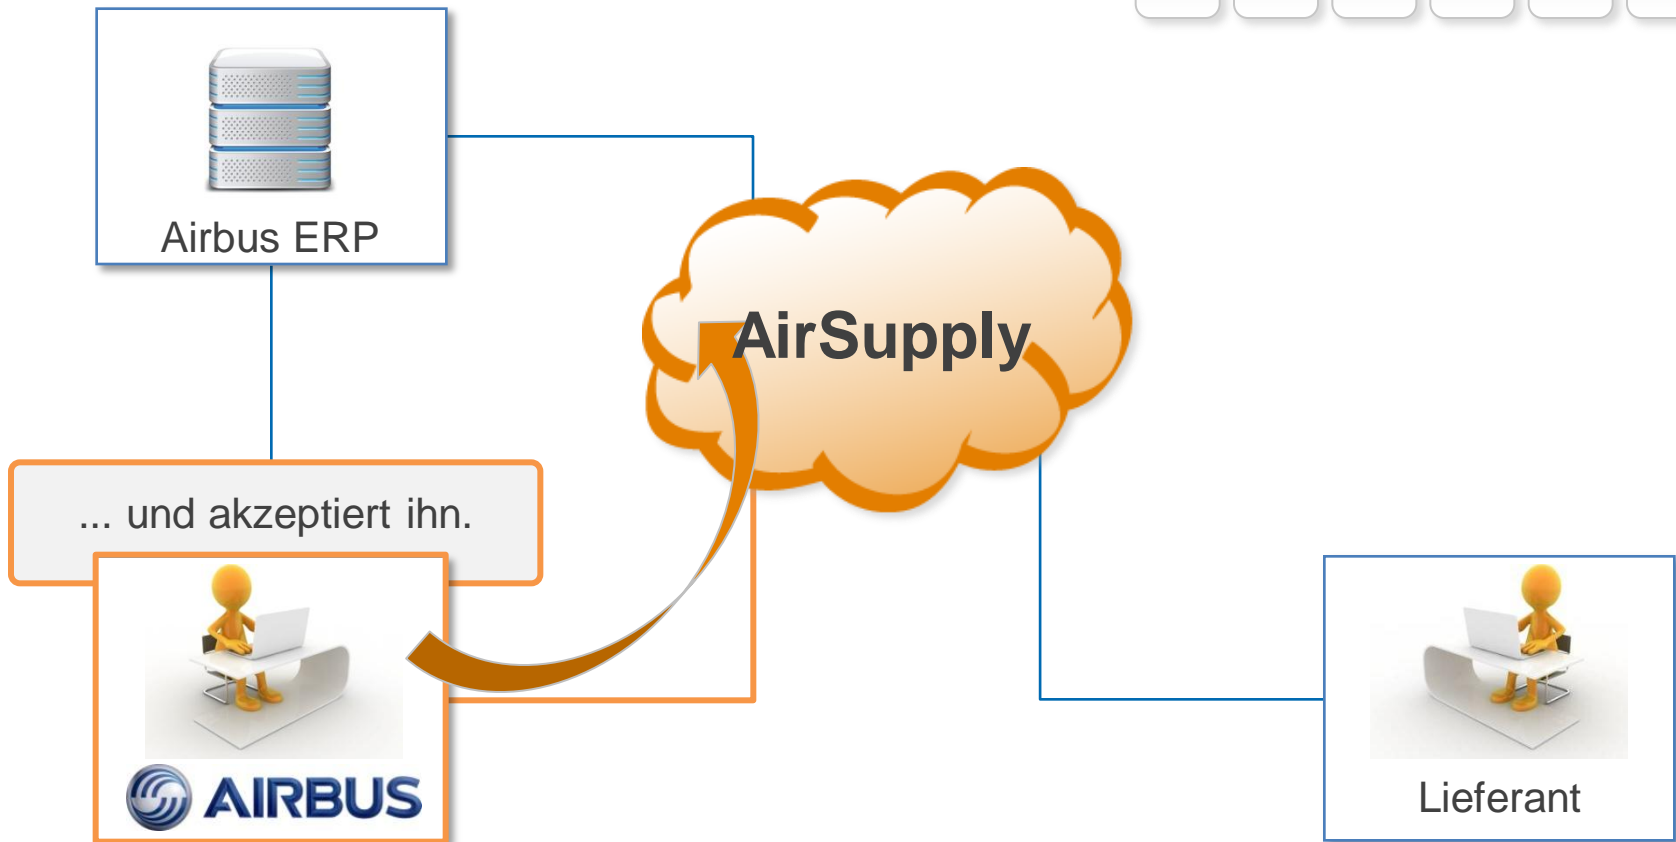 Airbus ERP
AirSupply
... und akzeptiert ihn.
AIRBUS
Lieferant